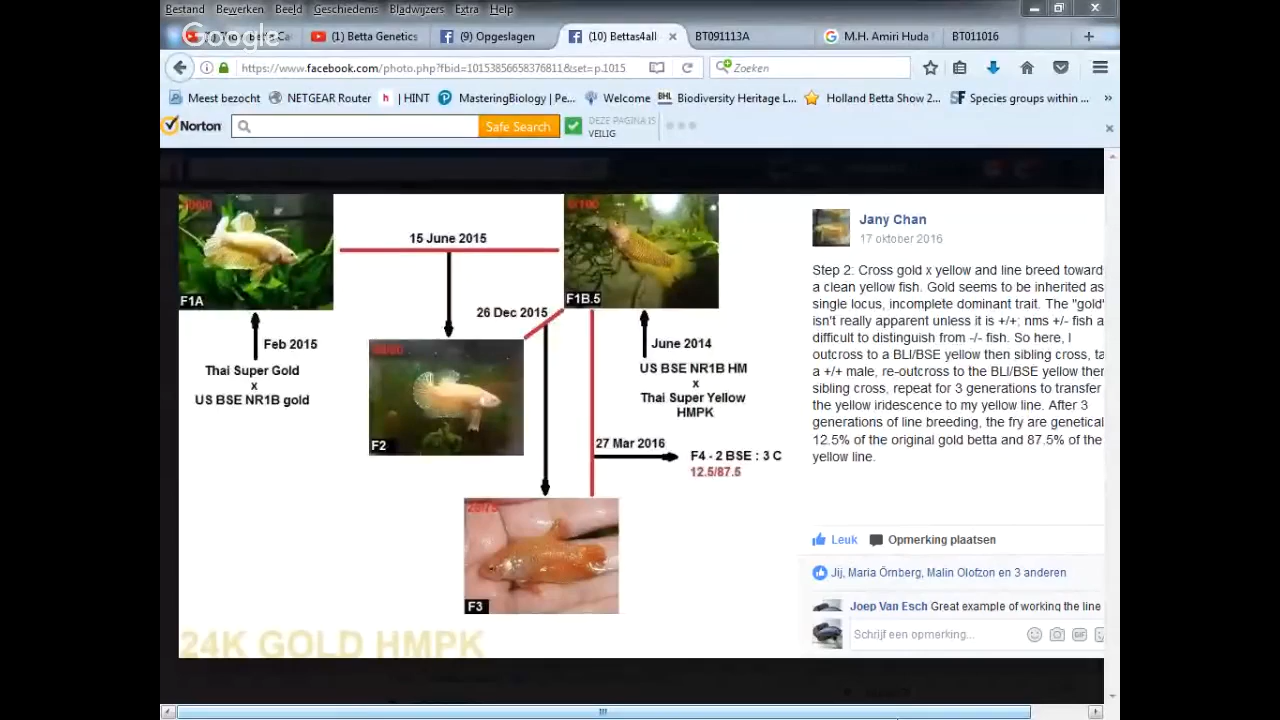 Bestand Bewerken Beeld Geschiedenis Bladwijzers Extra Help
Google
(1) Betta Genetics
(9) Opgeslagen
(10) Bettas4all
BT091113A
M.H. Amiri Huda
BT011016
https://www.facebook.com/photo.php?fbid=10153856658376811&set=p.1015
Zoeken
Meest bezocht
NETGEAR Router
h | HINT
MasteringBiology | Pe...
Welcome
BHL Biodiversity Heritage L...
Holland Betta Show 2...
SF Species groups within ...
Norton
Safe Search
DEZE PAGINA IS
VEILIG
F1A
15 June 2015
F1B.5
26 Dec 2015
Feb 2015
Thai Super Gold
x
US BSE NR1B gold
June 2014
US BSE NR1B HM
x
Thai Super Yellow
HMPK
F2
27 Mar 2016
F4 - 2 BSE : 3 C
12.5/87.5
F3
24K GOLD HMPK
Jany Chan
17 oktober 2016
Step 2: Cross gold x yellow and line breed toward
a clean yellow fish. Gold seems to be inherited as
single locus, incomplete dominant trait. The "gold"
isn't really apparent unless it is +/+; nms +/- fish a
difficult to distinguish from -/- fish. So here, I
outcross to a BLI/BSE yellow then sibling cross, ta
a +/+ male, re-outcross to the BLI/BSE yellow then
sibling cross, repeat for 3 generations to transfer
the yellow iridescence to my yellow line. After 3
generations of line breeding, the fry are genetical
12.5% of the original gold betta and 87.5% of the
yellow line.
Leuk
Opmerking plaatsen
Jij, Maria Örnberg, Malin Olofzon en 3 anderen
Joep Van Esch Great example of working the line
Schrijf een opmerking...
GIF